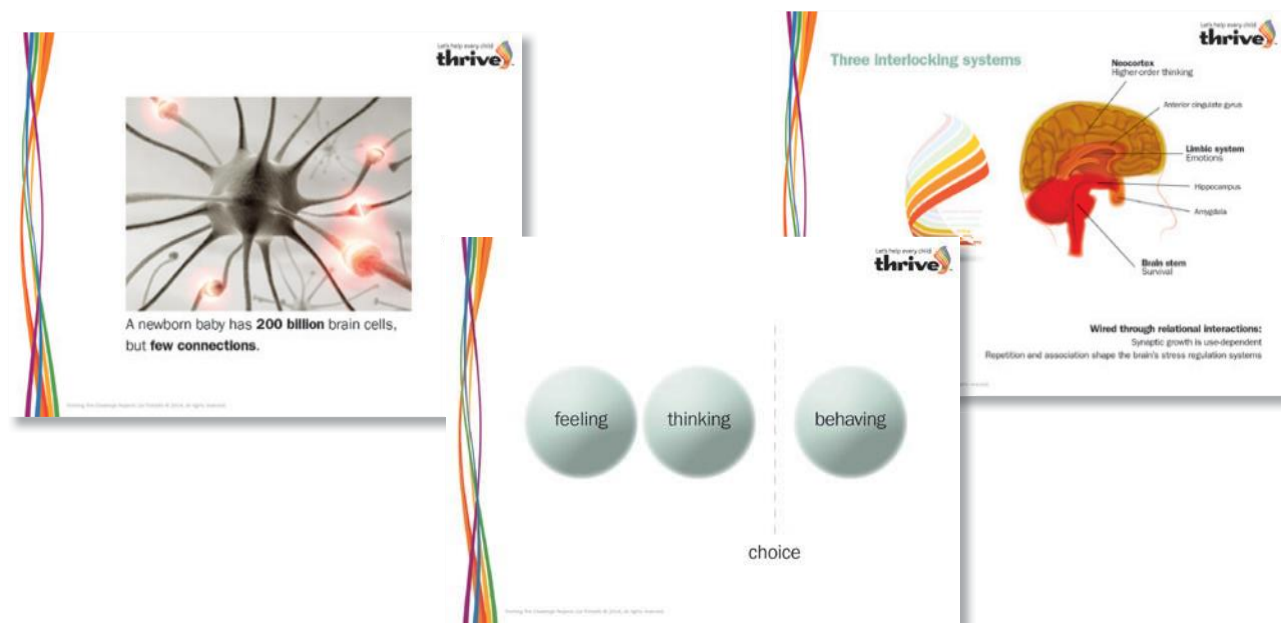 Let's help every child
thrive
A newborn baby has 200 billion brain cells,
but few connections.
Let's help every child
thrive
Three interlocking systems
Neocortex
Higher-order thinking
Anterior cingulate gyrus
Limbic system
Emotions
Hippocampus
Amygdala
Brain stem
Survival
Wired through relational interactions:
Synaptic growth is use-dependent
Repetition and association shape the brain's stress regulation systems
Let's help every child
thrive
feeling
thinking
behaving
choice